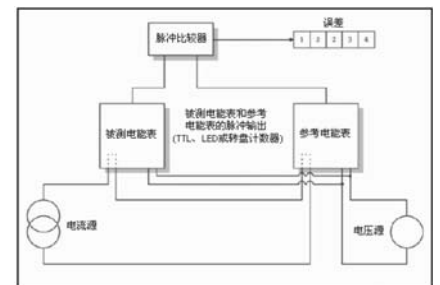 误差
脉冲比较器
1 2 2 3 6
被测电能表和参考
电能表的脉冲输出
(TTL、LED或转盘计数器)
被测电能表
参考电能表
电流源
电压源